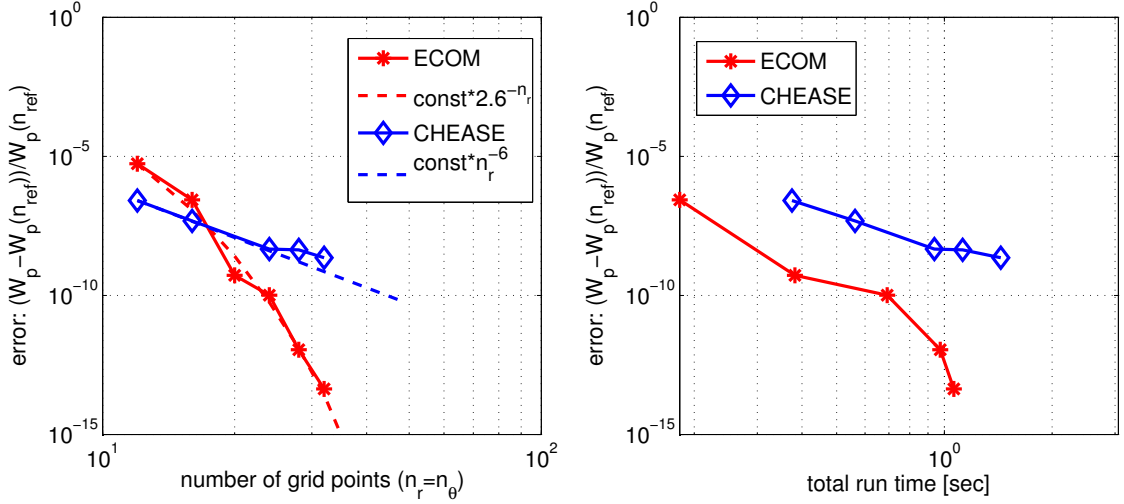 10^0
10^-5
10^-10
10^-15
error: (W_p-W_p(n_ref))/W_p(n_ref)
ECOM
const*2.6^-n_r
CHEASE
const*n_r^-6
10^1
10^2
number of grid points (n_r=n_θ)
10^0
10^-5
10^-10
10^-15
error: (W_p-W_p(n_ref))/W_p(n_ref)
ECOM
CHEASE
10^0
total run time [sec]